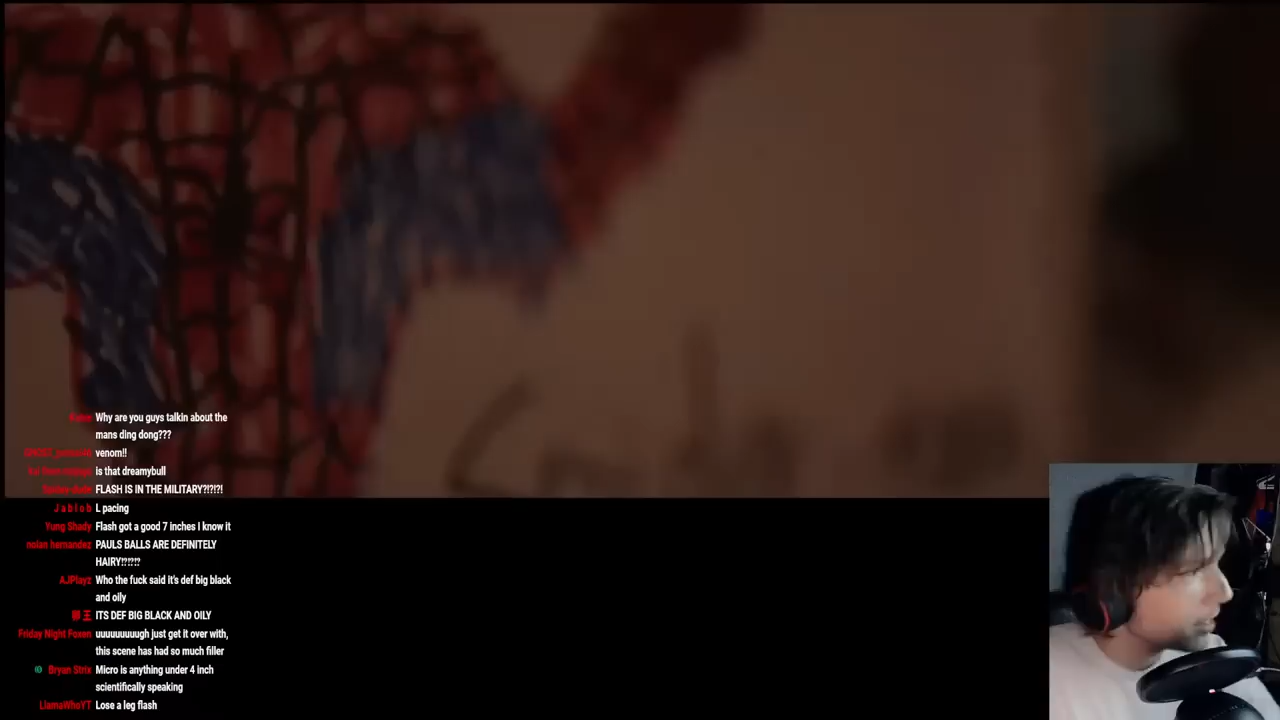 Why are you guys talkin about the
mans ding dong???
venom!!
is that dreamybull
FLASH IS IN THE MILITARY?!?!?!
J a b l o b L pacing
Yung Shady Flash got a good 7 inches I know it
nolan hernandez PAULS BALLS ARE DEFINITELY
HAIRY!?!?!?
AJPlayz Who the fuck said it's def big black
and oily
ITS DEF BIG BLACK AND OILY
Friday Night Foxen uuuuuuuuugh just get it over with,
this scene has had so much filler
Bryan Strix Micro is anything under 4 inch
scientifically speaking
LlamaWhoYT Lose a leg flash